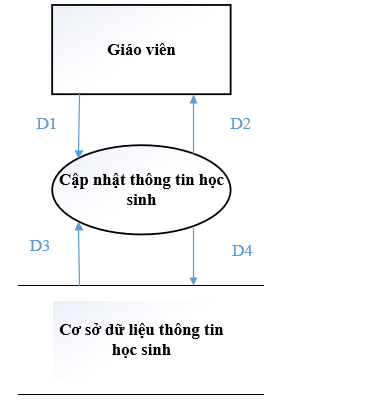 Giáo viên
D1
D2
Cập nhật thông tin học
sinh
D3
D4
Cơ sở dữ liệu thông tin
học sinh